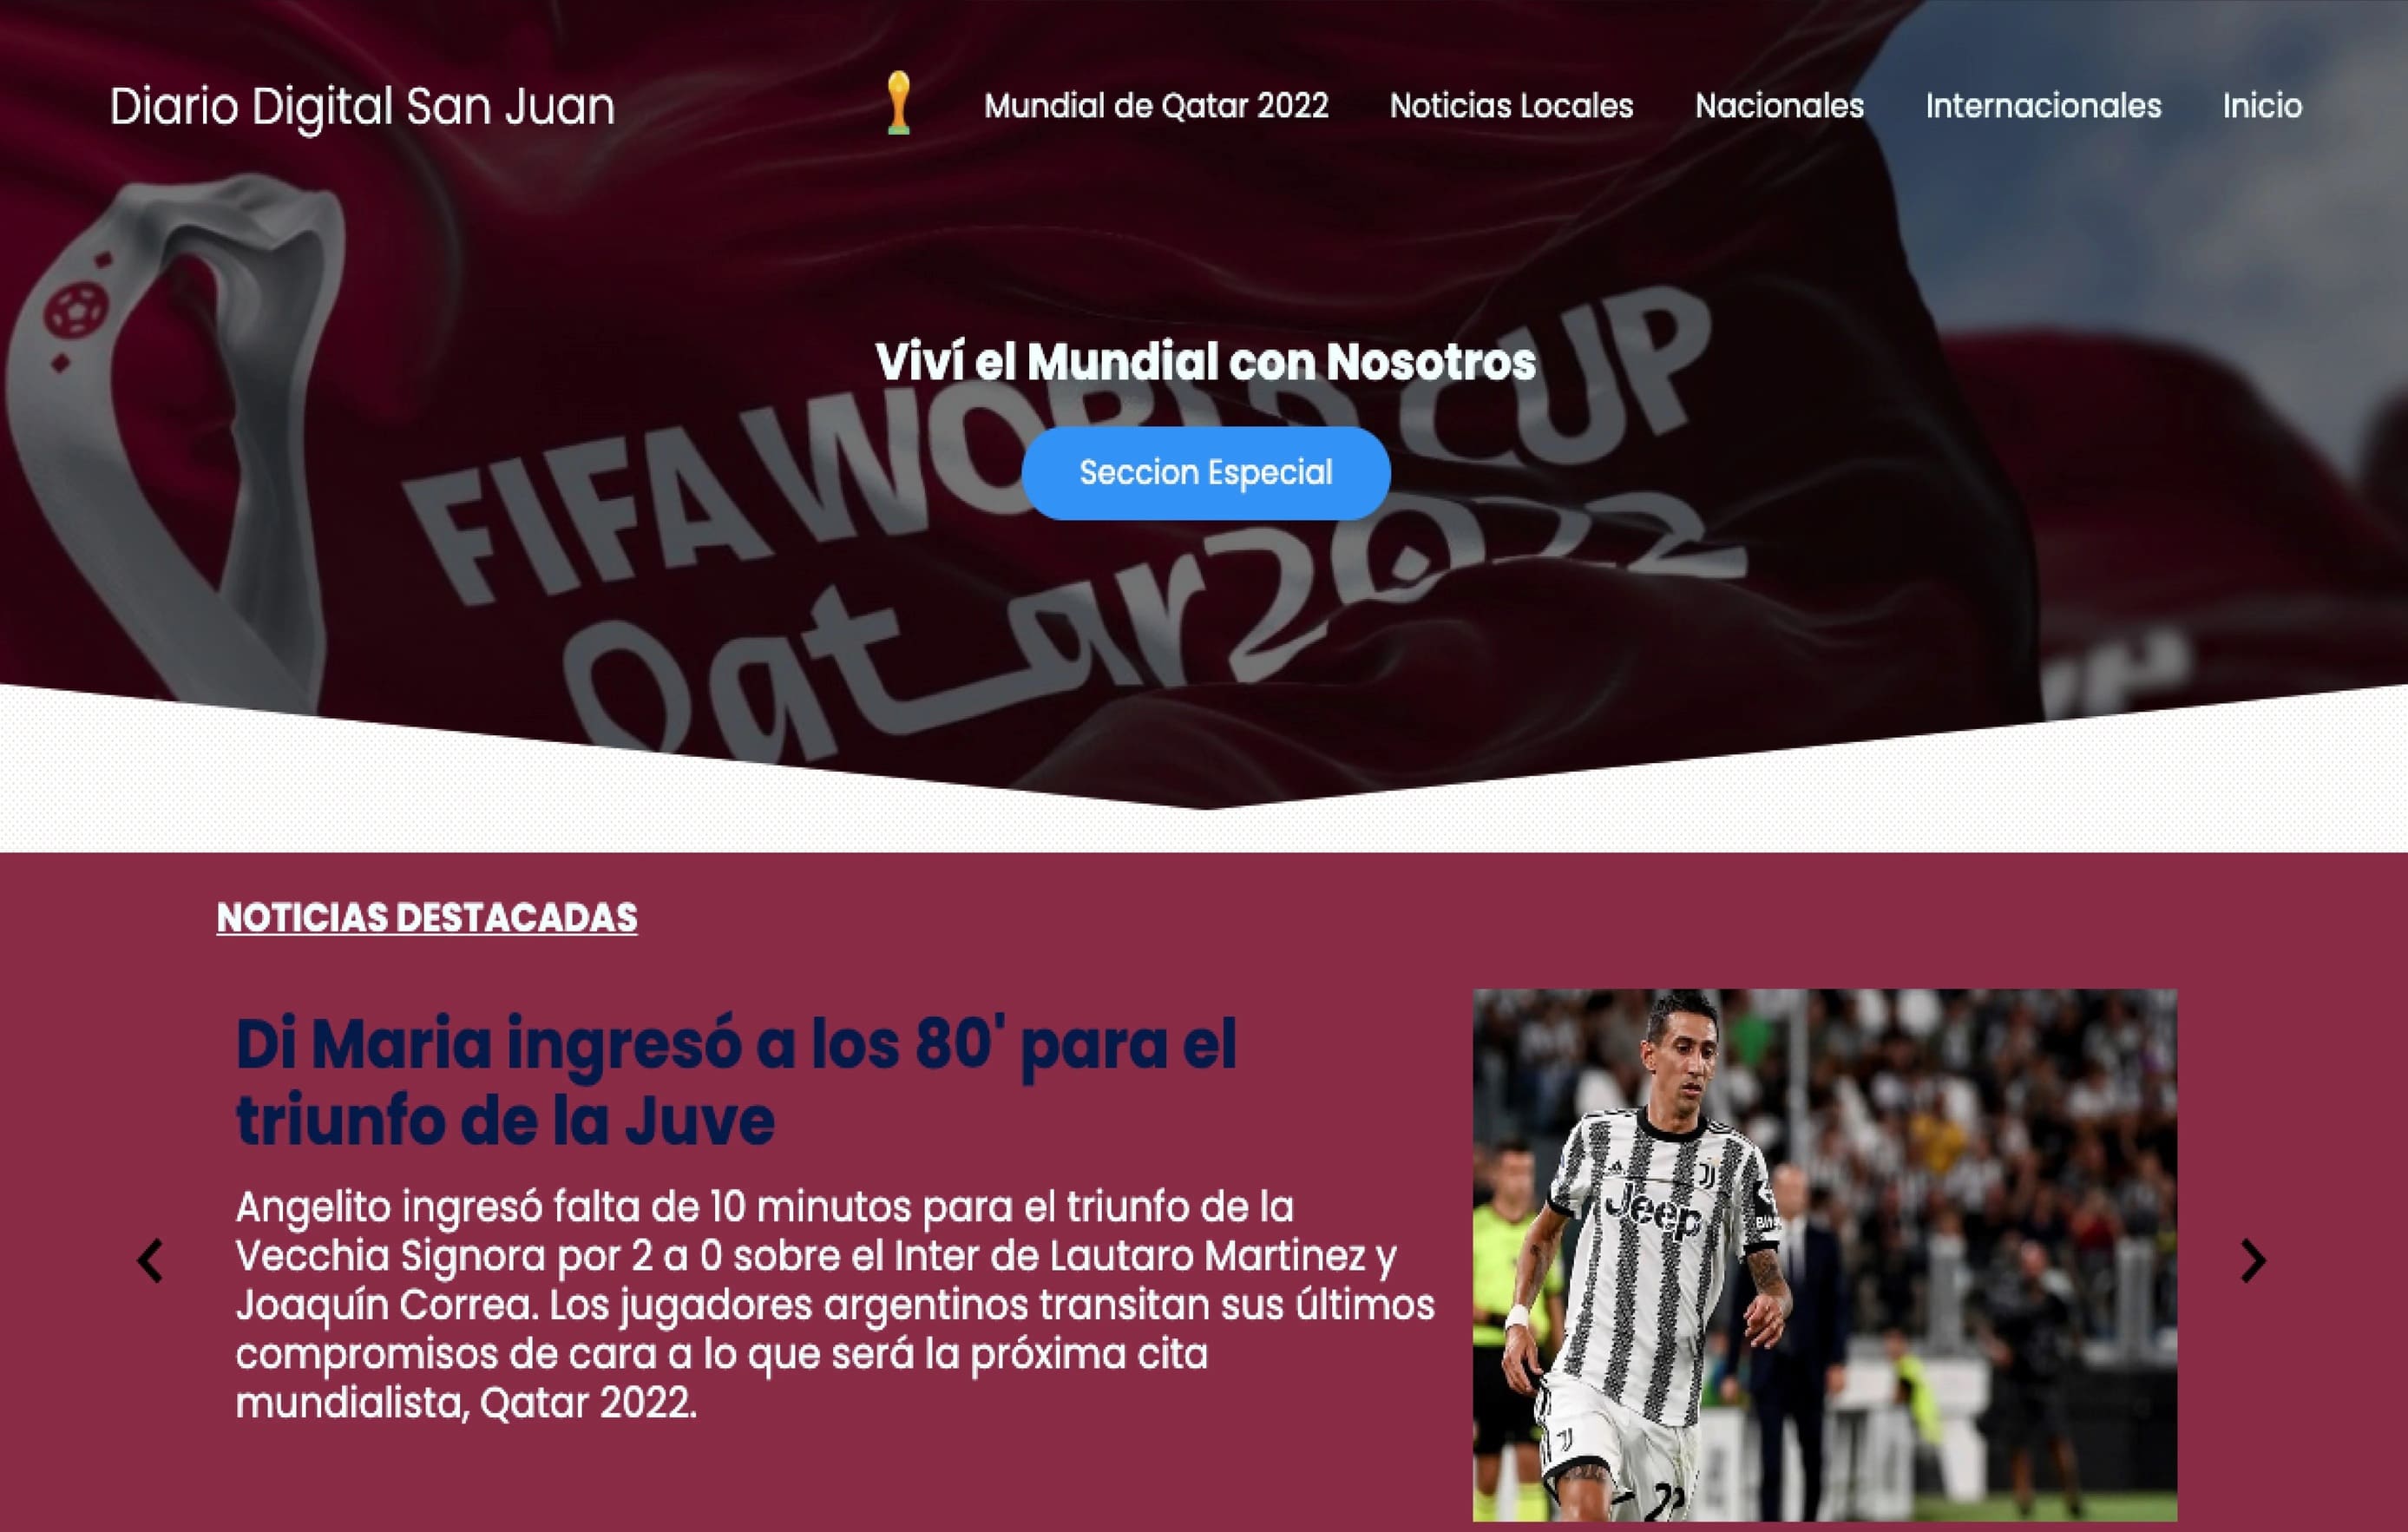 Diario Digital San Juan
Mundial de Qatar 2022
Noticias Locales
Nacionales
Internacionales
Inicio
Viví el Mundial con Nosotros
FIFA WORLD CUP
Seccion Especial
Qatar2022
NOTICIAS DESTACADAS
Di Maria ingresó a los 80' para el
triunfo de la Juve
Angelito ingresó falta de 10 minutos para el triunfo de la
Vecchia Signora por 2 a 0 sobre el Inter de Lautaro Martinez y
Joaquín Correa. Los jugadores argentinos transitan sus últimos
compromisos de cara a lo que será la próxima cita
mundialista, Qatar 2022.
Jeep
22